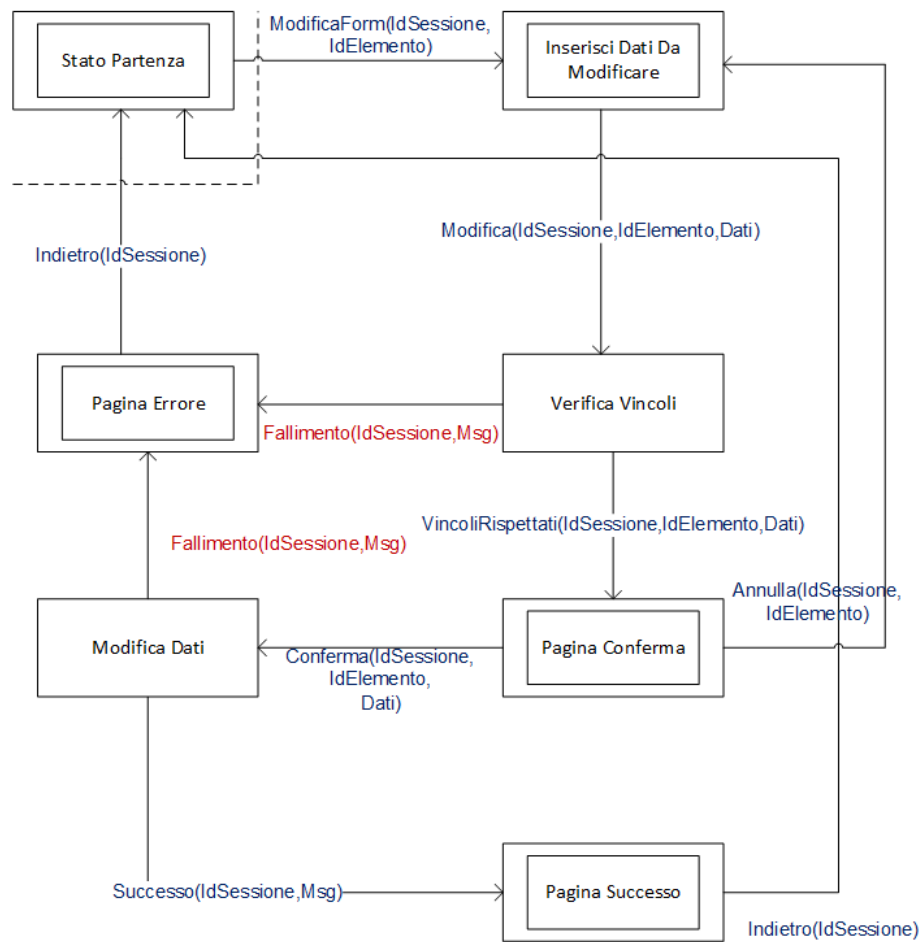 ModificaForm(IdSessione,
IdElemento)
Stato Partenza
Inserisci Dati Da
Modificare
Modifica(IdSessione,IdElemento,Dati)
Indietro(IdSessione)
Pagina Errore
Verifica Vincoli
Fallimento(IdSessione,Msg)
VincoliRispettati(IdSessione,IdElemento,Dati)
Fallimento(IdSessione,Msg)
Annulla(IdSessione,
IdElemento)
Modifica Dati
Conferma(IdSessione,
IdElemento,
Dati)
Pagina Conferma
Successo(IdSessione,Msg)
Pagina Successo
Indietro(IdSessione)